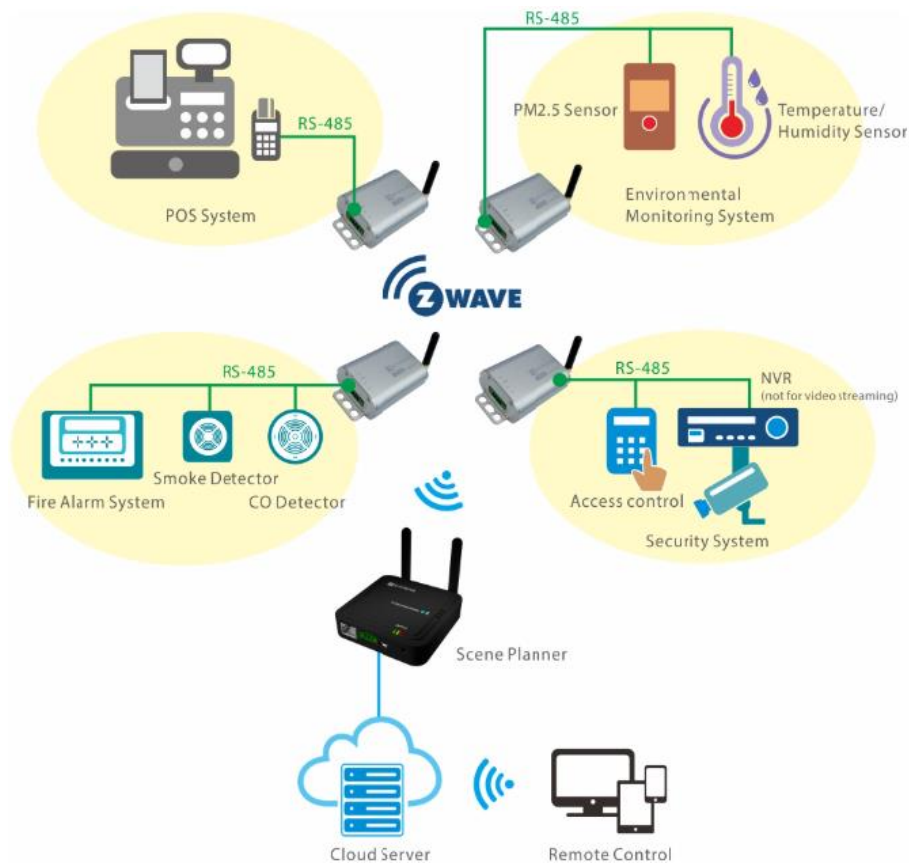 RS-485
RS-485
POS System
PM2.5 Sensor
Temperature/
Humidity Sensor
Environmental
Monitoring System
Z WAVE
RS-485
Fire Alarm System
Smoke Detector
CO Detector
RS-485
NVR
(not for video streaming)
Access control
Security System
Scene Planner
Cloud Server
Remote Control